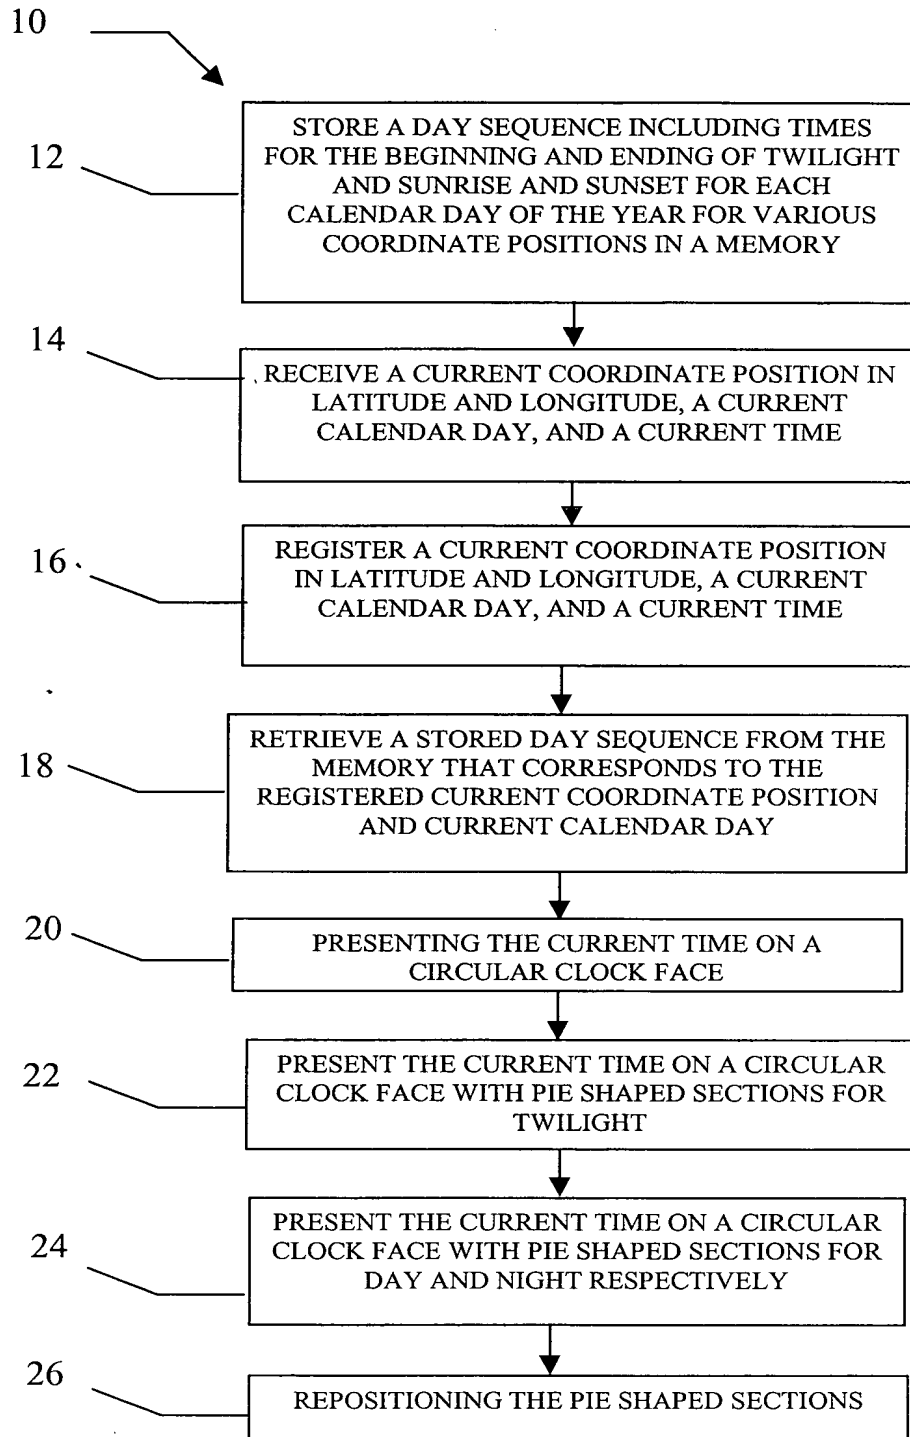 10
12
STORE A DAY SEQUENCE INCLUDING TIMES
FOR THE BEGINNING AND ENDING OF TWILIGHT
AND SUNRISE AND SUNSET FOR EACH
CALENDAR DAY OF THE YEAR FOR VARIOUS
COORDINATE POSITIONS IN A MEMORY
14
RECEIVE A CURRENT COORDINATE POSITION IN
LATITUDE AND LONGITUDE, A CURRENT
CALENDAR DAY, AND A CURRENT TIME
16
REGISTER A CURRENT COORDINATE POSITION
IN LATITUDE AND LONGITUDE, A CURRENT
CALENDAR DAY, AND A CURRENT TIME
18
RETRIEVE A STORED DAY SEQUENCE FROM THE
MEMORY THAT CORRESPONDS TO THE
REGISTERED CURRENT COORDINATE POSITION
AND CURRENT CALENDAR DAY
20
PRESENTING THE CURRENT TIME ON A
CIRCULAR CLOCK FACE
22
PRESENT THE CURRENT TIME ON A CIRCULAR
CLOCK FACE WITH PIE SHAPED SECTIONS FOR
TWILIGHT
24
PRESENT THE CURRENT TIME ON A CIRCULAR
CLOCK FACE WITH PIE SHAPED SECTIONS FOR
DAY AND NIGHT RESPECTIVELY
26
REPOSITIONING THE PIE SHAPED SECTIONS